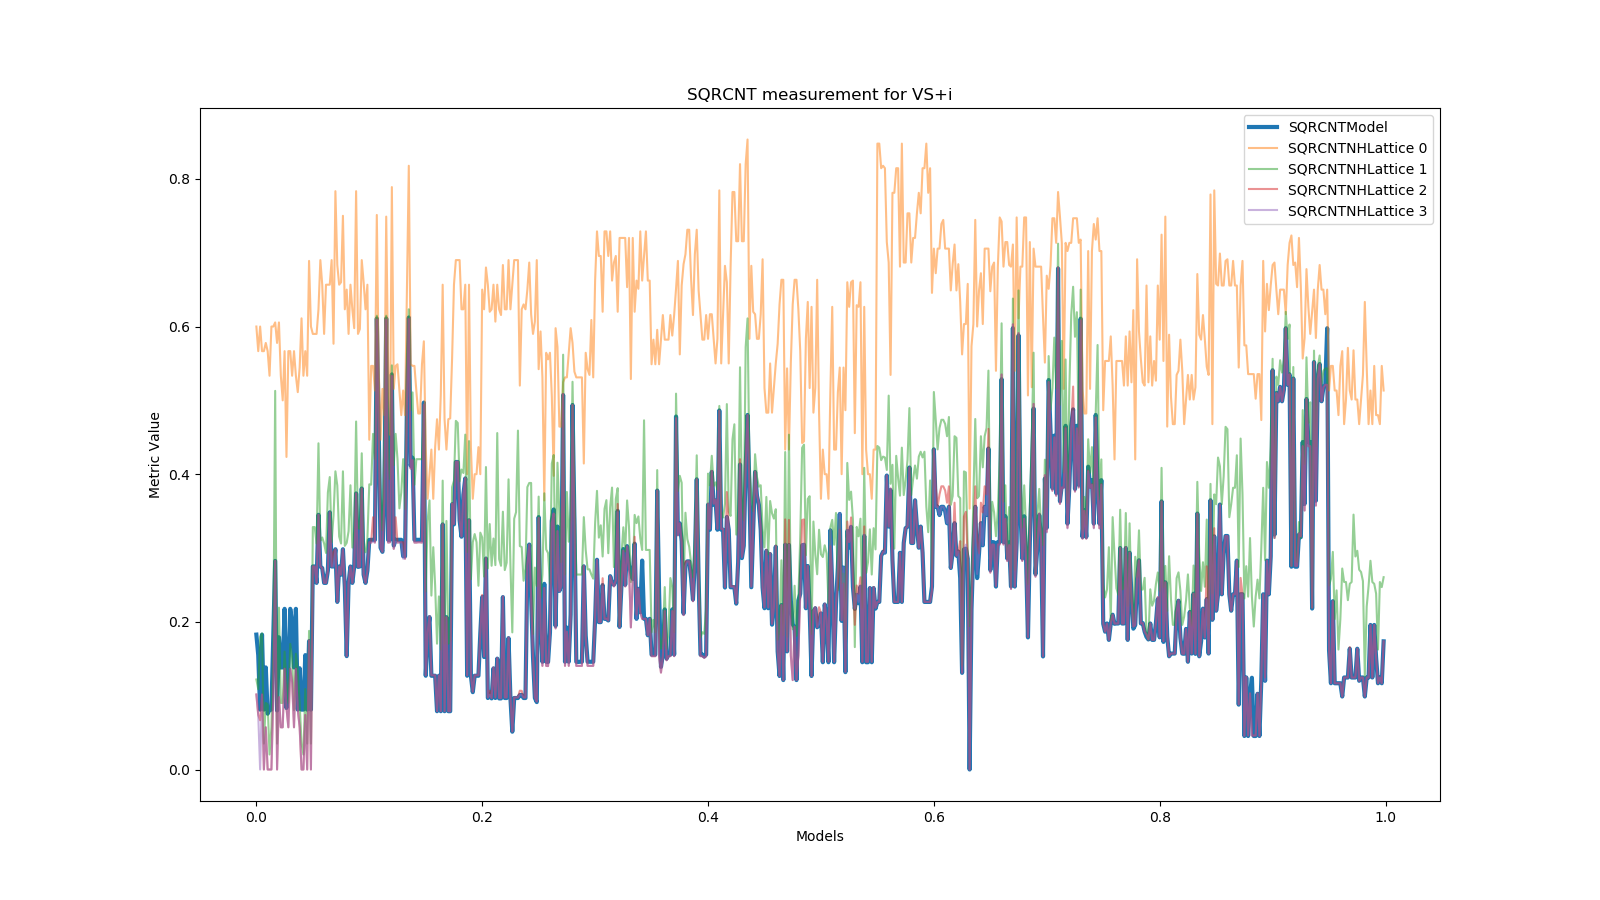 SQRCNT measurement for VS+i
SQRCNTModel
SQRCNTNHLattice 0
SQRCNTNHLattice 1
SQRCNTNHLattice 2
SQRCNTNHLattice 3
Metric Value
0.8
0.6
0.4
0.2
0.0
0.0 0.2 0.4 0.6 0.8 1.0
Models